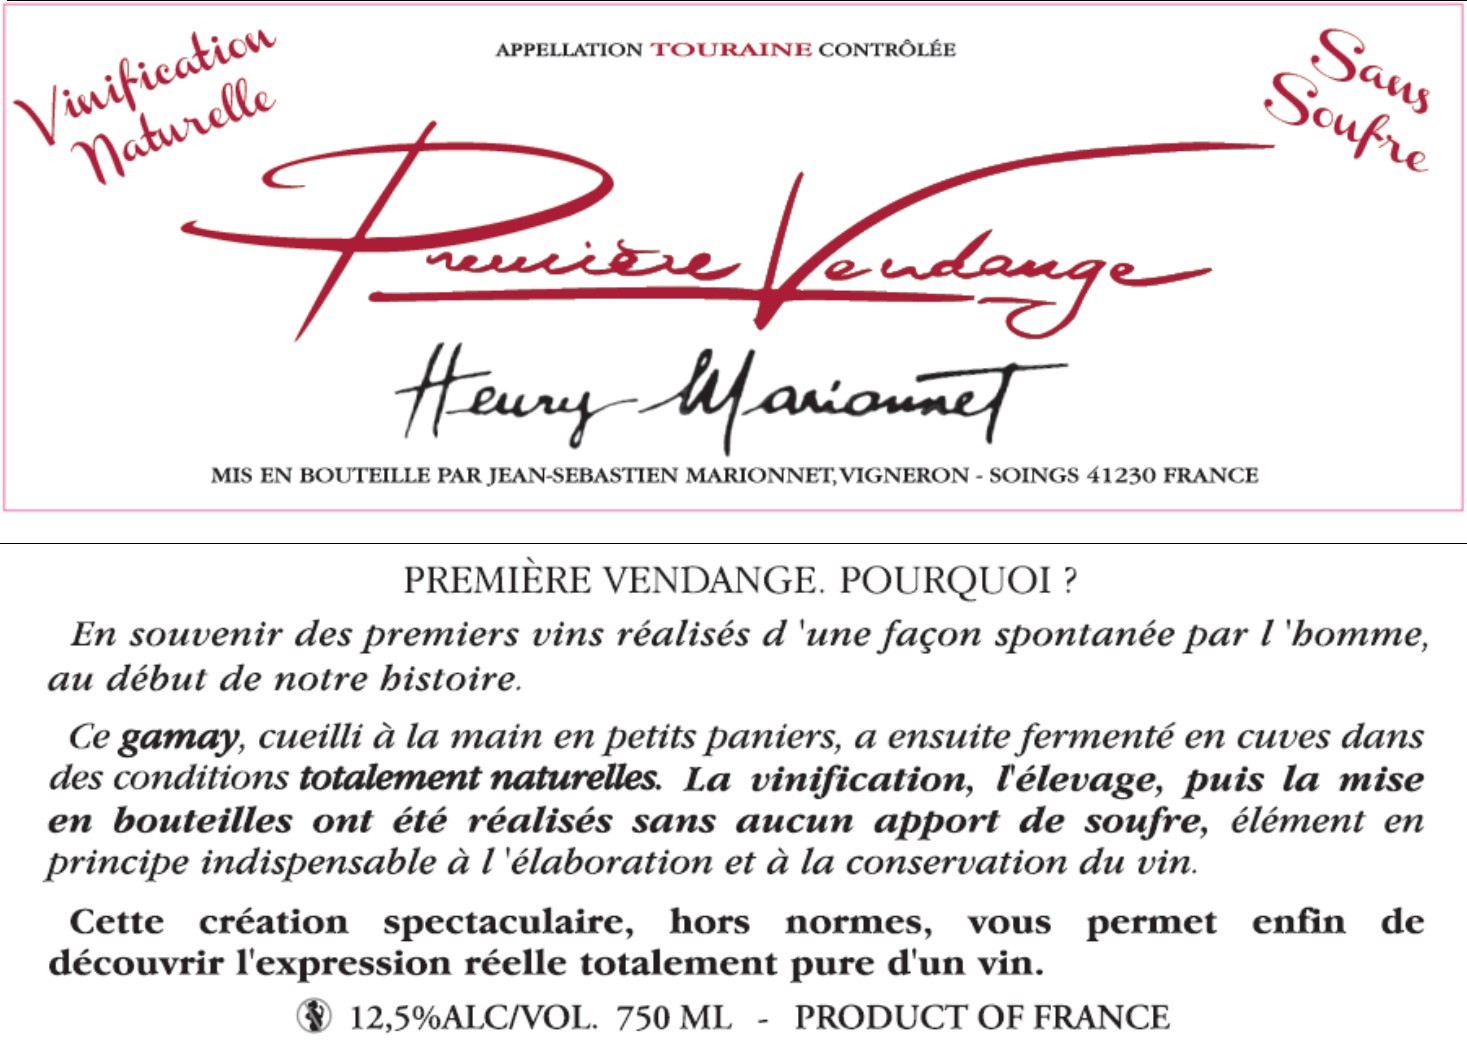 Vinification
Naturelle
APPELLATION TOURAINE CONTRÔLÉE
Sans
Soufre
Première Vendange
Henry Marionnet
MIS EN BOUTEILLE PAR JEAN-SEBASTIEN MARIONNET, VIGNERON - SOINGS 41230 FRANCE
PREMIÈRE VENDANGE. POURQUOI ?
En souvenir des premiers vins réalisés d 'une façon spontanée par l 'homme,
au début de notre histoire.
Ce gamay, cueilli à la main en petits paniers, a ensuite fermenté en cuves dans
des conditions totalement naturelles. La vinification, l'élevage, puis la mise
en bouteilles ont été réalisés sans aucun apport de soufre, élément en
principe indispensable à l 'élaboration et à la conservation du vin.
Cette création spectaculaire, hors normes, vous permet enfin de
découvrir l'expression réelle totalement pure d'un vin.
12,5%ALC/VOL. 750 ML - PRODUCT OF FRANCE